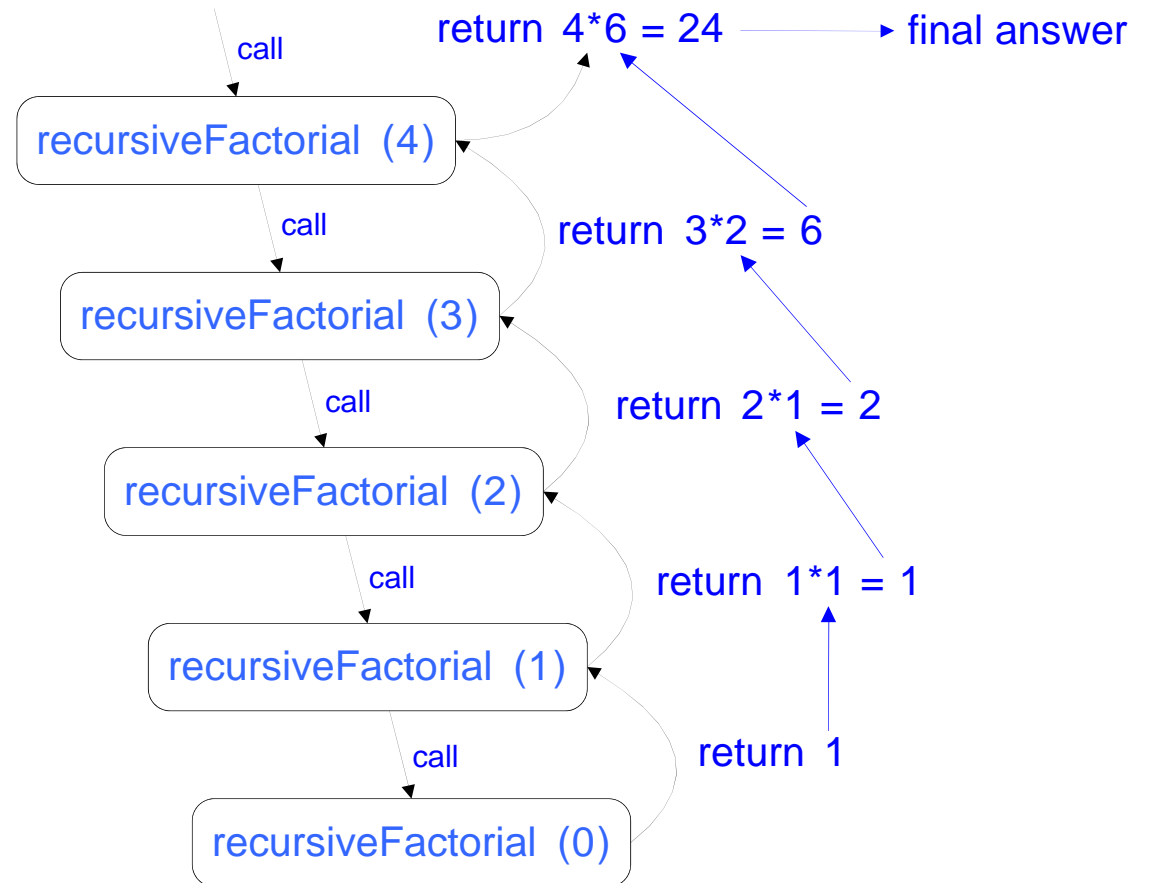 return 4*6 = 24 final answer
call
recursiveFactorial (4)
call
return 3*2 = 6
recursiveFactorial (3)
call
return 2*1 = 2
recursiveFactorial (2)
call
return 1*1 = 1
recursiveFactorial (1)
call
return 1
recursiveFactorial (0)